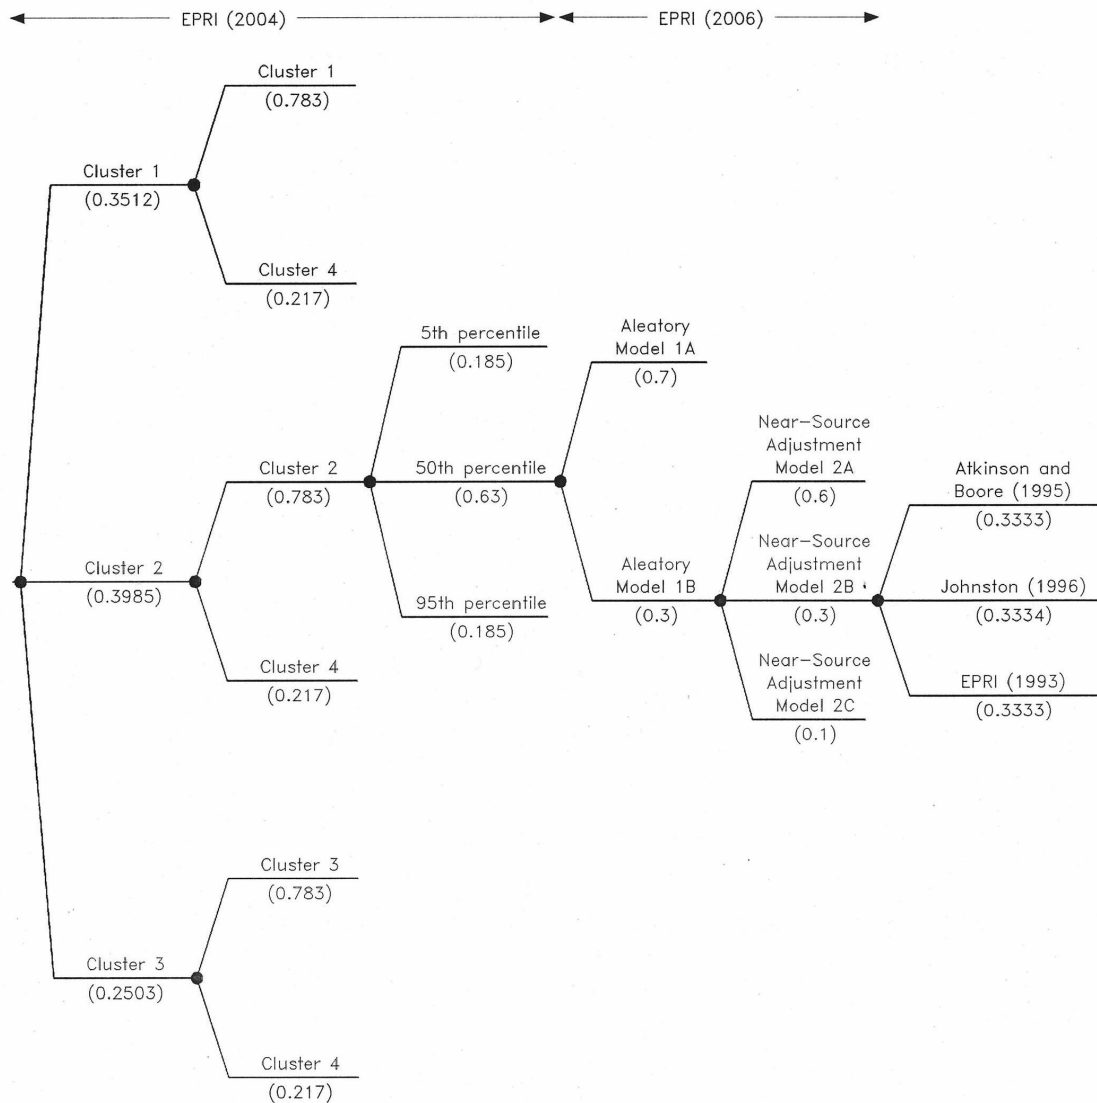 EPRI (2004)
EPRI (2006)
Cluster 1
(0.783)
Cluster 1
(0.3512)
Cluster 4
(0.217)
5th percentile
(0.185)
Aleatory
Model 1A
(0.7)
Cluster 2
(0.783)
50th percentile
(0.63)
Near-Source
Adjustment
Model 2A
(0.6)
Atkinson and
Boore (1995)
(0.3333)
Cluster 2
(0.3985)
95th percentile
(0.185)
Aleatory
Model 1B
(0.3)
Near-Source
Adjustment
Model 2B
(0.3)
Johnston (1996)
(0.3334)
Cluster 4
(0.217)
Near-Source
Adjustment
Model 2C
(0.1)
EPRI (1993)
(0.3333)
Cluster 3
(0.783)
Cluster 3
(0.2503)
Cluster 4
(0.217)